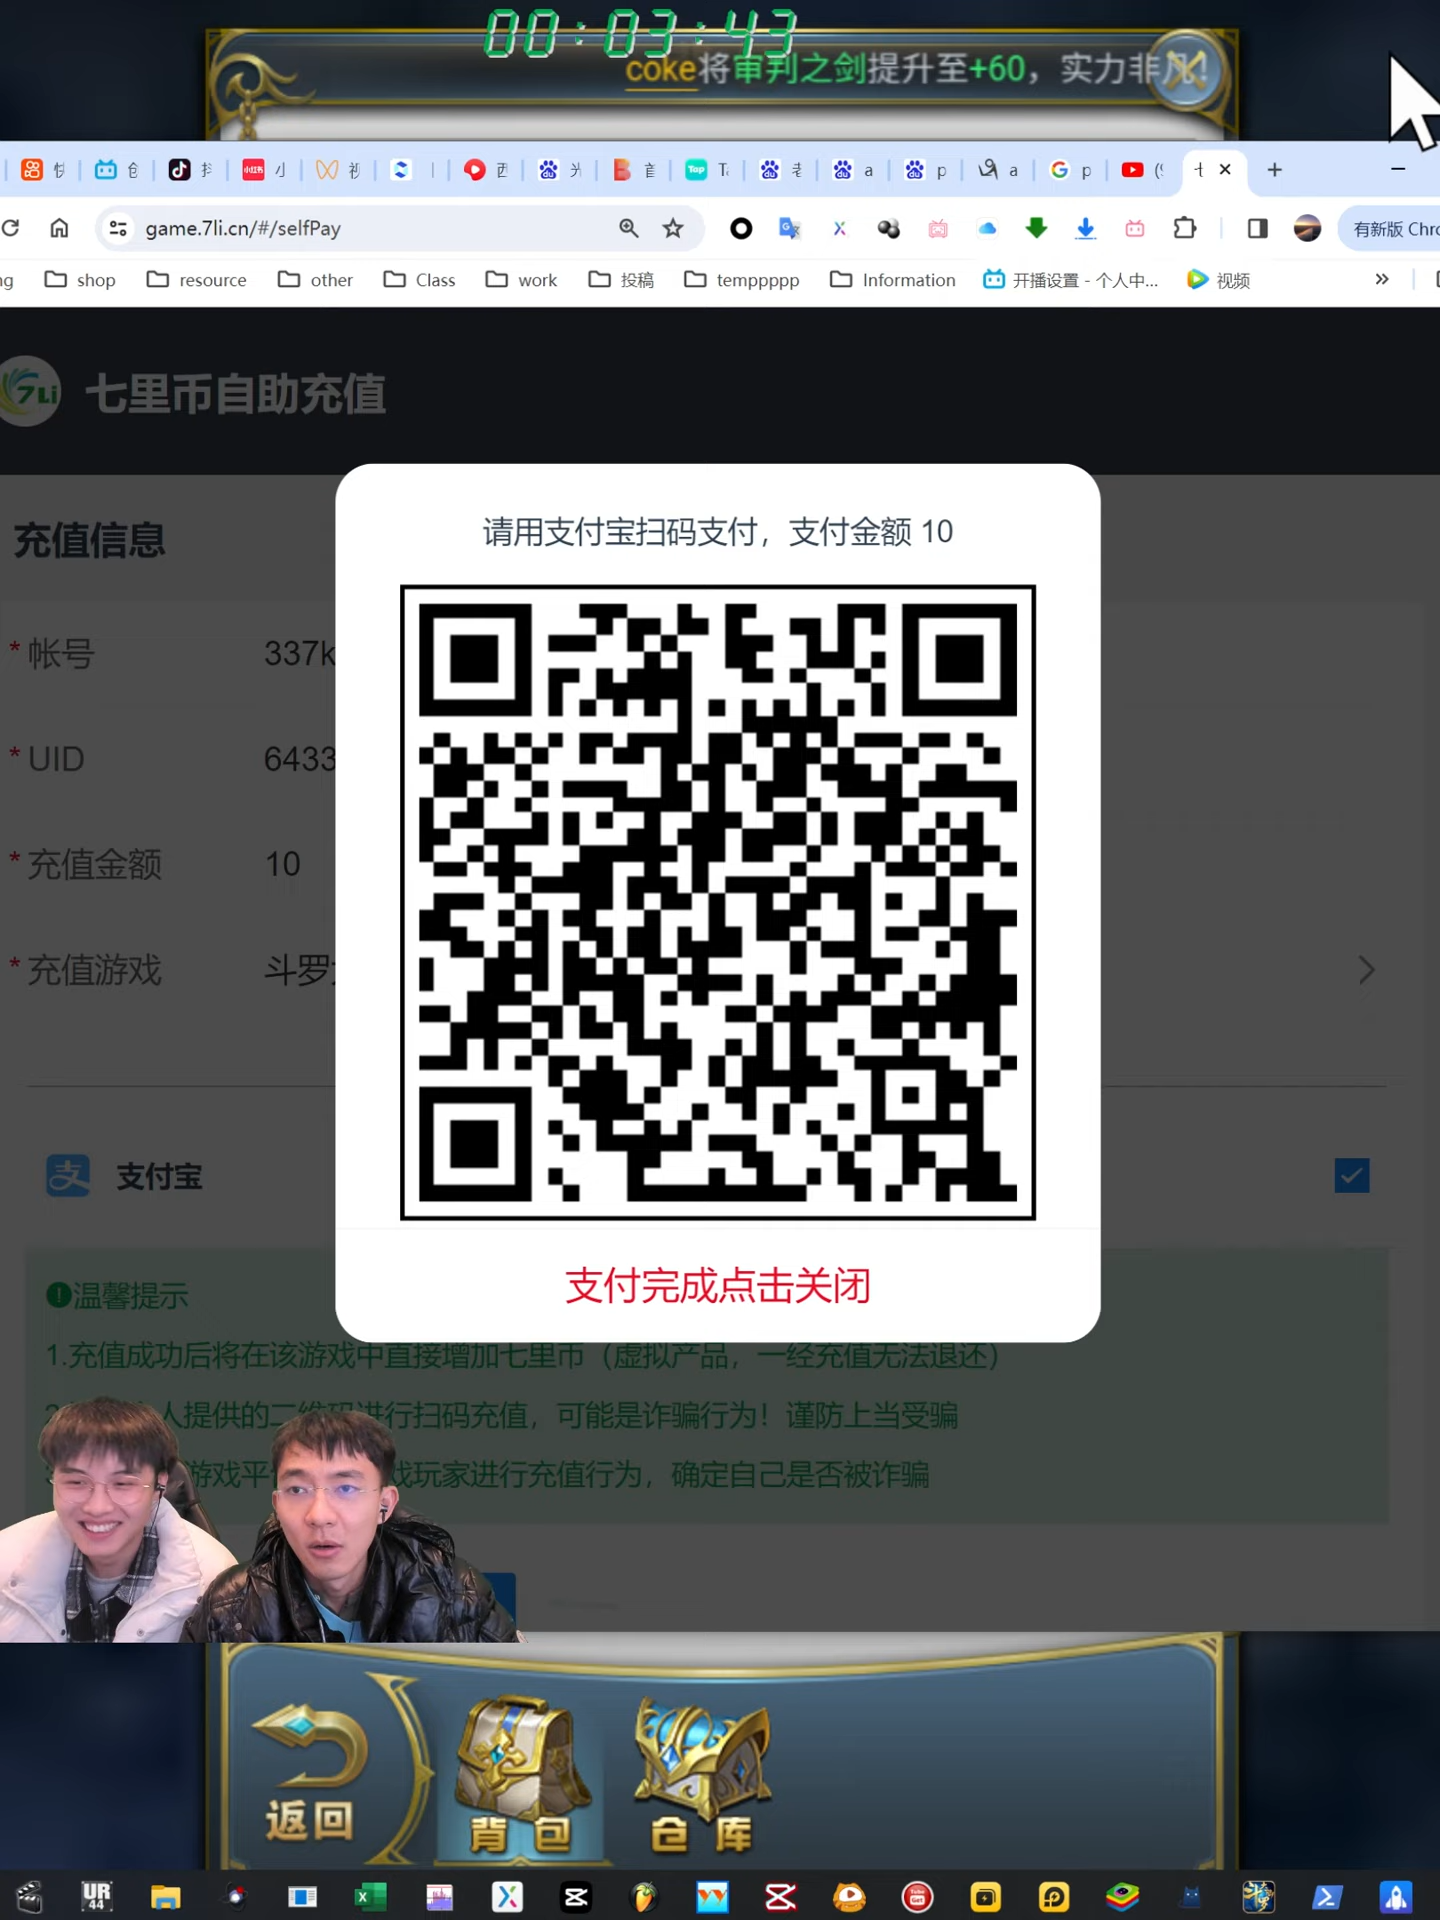 00:03:43
coke将审判之剑提升至+60，实力非凡!
game.7li.cn/#/selfPay
有新版 Chro
shop
resource
other
Class
work
投稿
temppppp
Information
开播设置 - 个人中...
视频
»
7Li
七里币自助充值
请用支付宝扫码支付，支付金额 10
充值信息
*帐号 337k
*UID 6433
*充值金额 10
*充值游戏 斗罗
支付宝
支付完成点击关闭
温馨提示
1.充值成功后将在该游戏中直接增加七里币（虚拟产品，一经充值无法退还）
人提供的二维码进行扫码充值，可能是诈骗行为！谨防上当受骗
游戏平 戏玩家进行充值行为，确定自己是否被诈骗
返回
背包
仓库
UR
44